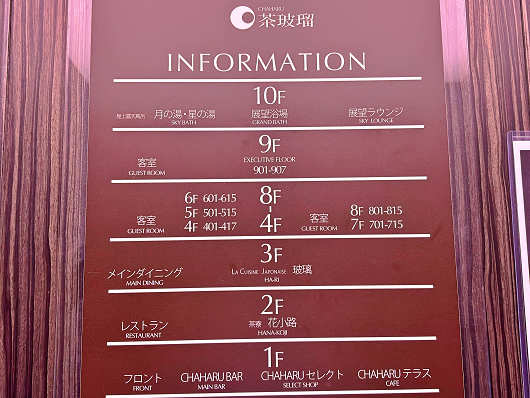 CHAHARU
茶玻瑠
INFORMATION
10F
屋上露天風呂 月の湯・星の湯 展望浴場 展望ラウンジ
SKY BATH GRAND BATH SKY LOUNGE
9F
客室 EXECUTIVE FLOOR
GUEST ROOM 901-907
6F 601-615 8F
客室 5F 501-515 客室 8F 801-815
GUEST ROOM 4F 401-417 4F GUEST ROOM 7F 701-715
3F
メインダイニング LA CUISINE JAPONAISE 玻璃
MAIN DINING HA-RI
2F
レストラン 茶寮 花小路
RESTAURANT HANA-KOJI
1F
フロント CHAHARU BAR CHAHARU セレクト CHAHARU テラス
FRONT MAIN BAR SELECT SHOP CAFE